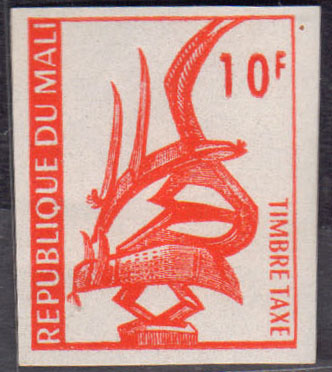 REPUBLIQUE DU MALI
10F
TIMBRE TAXE